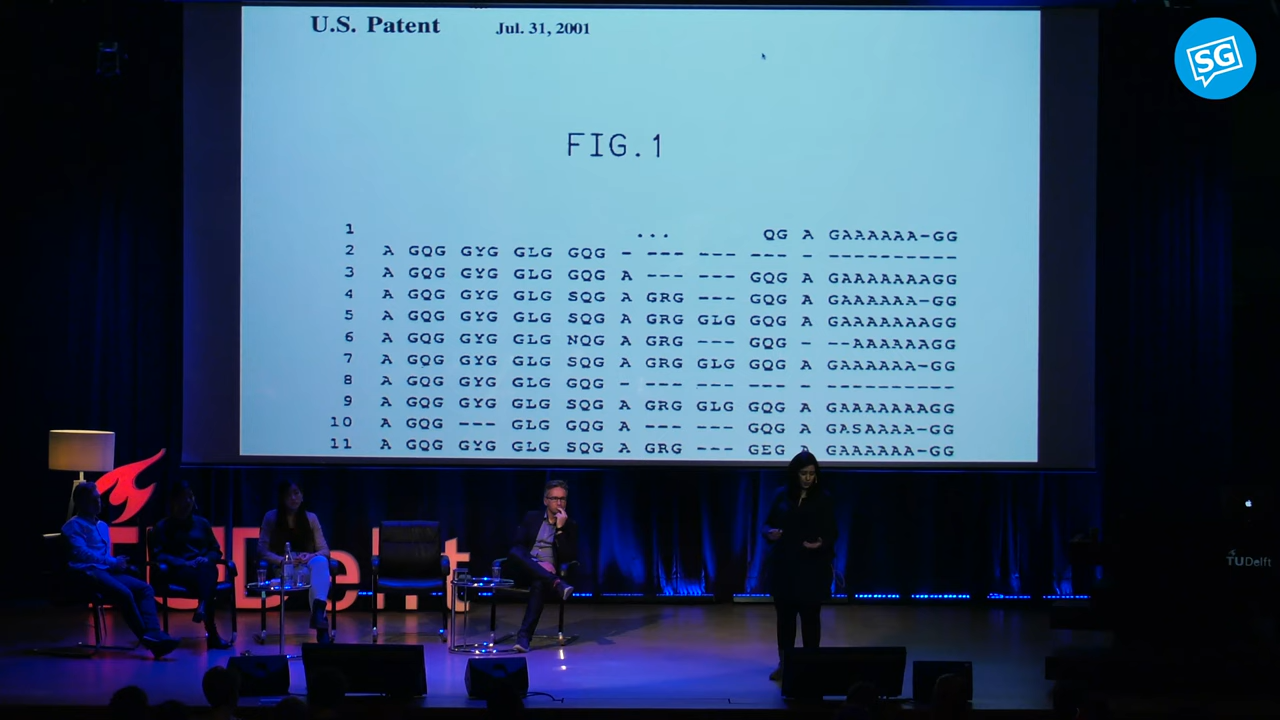 U.S. Patent Jul. 31, 2001
SG
FIG.1
1 ... QG A GAAAAAA-GG
2 A GQG GYG GLG GQG - --- --- --- - ----------
3 A GQG GYG GLG GQG A --- --- GQG A GAAAAAAAGG
4 A GQG GYG GLG SQG A GRG --- GQG A GAAAAAA-GG
5 A GQG GYG GLG SQG A GRG GLG GQG A GAAAAAAAGG
6 A GQG GYG GLG NQG A GRG --- GQG - --AAAAAAGG
7 A GQG GYG GLG SQG A GRG GLG GQG A GAAAAAA-GG
8 A GQG GYG GLG GQG - --- --- --- - ----------
9 A GQG GYG GLG SQG A GRG GLG GQG A GAAAAAAAGG
10 A GQG --- GLG GQG A --- --- GQG A GASAAAA-GG
11 A GQG GYG GLG SQG A GRG --- GEG A GAAAAAA-GG
TUDelft
TUDelft